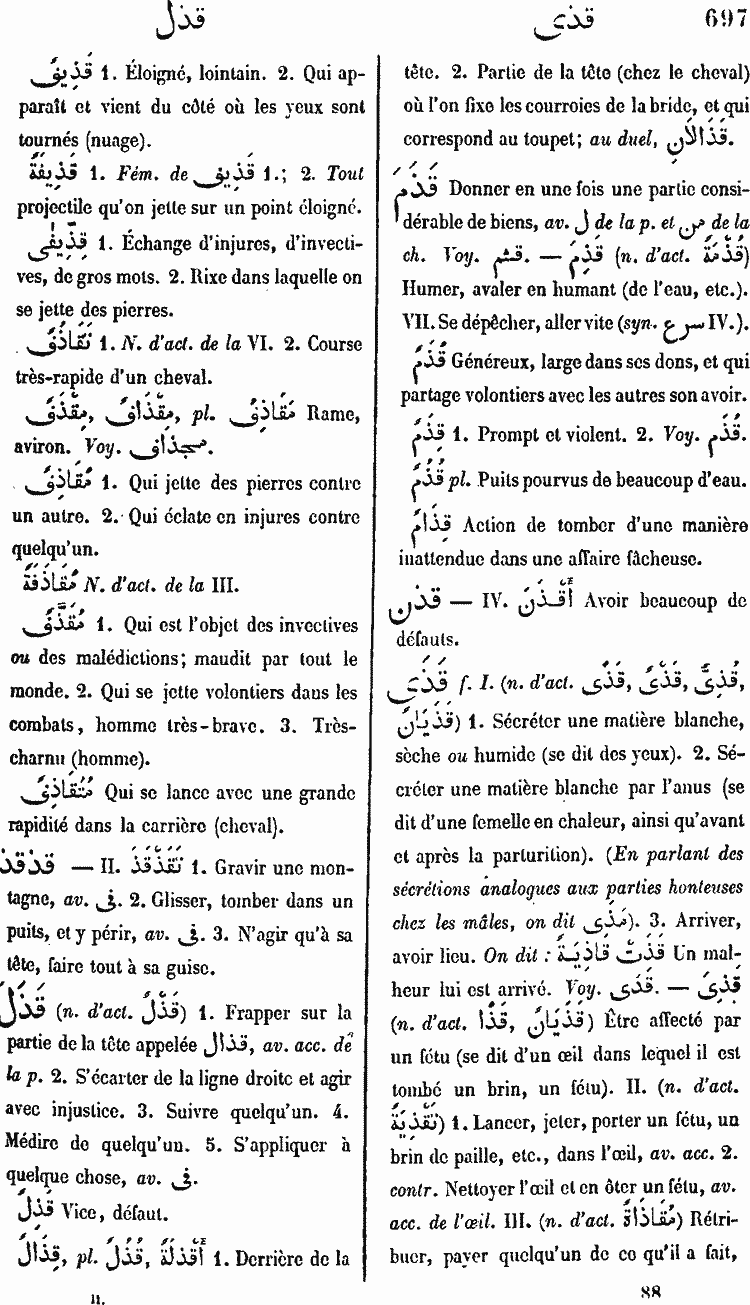 قذل
قذى 697
قَذِيفٌ 1. Éloigné, lointain. 2. Qui ap-
paraît et vient du côté où les yeux sont
tournés (nuage).
قَذِيفَةٌ 1. Fém. de قَذِيف 1.; 2. Tout
projectile qu'on jette sur un point éloigné.
قِذِّيفَى 1. Échange d'injures, d'invecti-
ves, de gros mots. 2. Rixe dans laquelle on
se jette des pierres.
تَقَاذُفٌ 1. N. d'act. de la VI. 2. Course
très-rapide d'un cheval.
مِقْذَفٌ, مِقْذَافٌ, pl. مَقَاذِفُ Rame,
aviron. Voy. مجذاف.
مُقَاذِفٌ 1. Qui jette des pierres contre
un autre. 2. Qui éclate en injures contre
quelqu'un.
مُقَاذَفَةٌ N. d'act. de la III.
مُقَذَّفٌ 1. Qui est l'objet des invectives
ou des malédictions; maudit par tout le
monde. 2. Qui se jette volontiers dans les
combats, homme très-brave. 3. Très-
charnu (homme).
مُتَقَاذِفٌ Qui se lance avec une grande
rapidité dans la carrière (cheval).
قذقذ — II. تَقَذْقَذَ 1. Gravir une mon-
tagne, av. فى. 2. Glisser, tomber dans un
puits, et y périr, av. فى. 3. N'agir qu'à sa
tête, faire tout à sa guise.
قَذَلَ (n. d'act. قَذْلٌ) 1. Frapper sur la
partie de la tête appelée قذال, av. acc. de
la p. 2. S'écarter de la ligne droite et agir
avec injustice. 3. Suivre quelqu'un. 4.
Médire de quelqu'un. 5. S'appliquer à
quelque chose, av. فى.
قَذَلٌ Vice, défaut.
قِذَالٌ, pl. قُذُلٌ, أَقْذِلَةٌ 1. Derrière de la
II.
tête. 2. Partie de la tête (chez le cheval)
où l'on fixe les courroies de la bride, et qui
correspond au toupet; au duel, قَذَالَانِ.
قَذَمَ Donner en une fois une partie consi-
dérable de biens, av. ل de la p. et من de la
ch. Voy. قثم. — قَذِمَ (n. d'act. قُذْمَةٌ)
Humer, avaler en humant (de l'eau, etc.).
VII. Se dépêcher, aller vite (syn. سرع IV.).
قُذَمٌ Généreux, large dans ses dons, et qui
partage volontiers avec les autres son avoir.
قِذَمٌّ 1. Prompt et violent. 2. Voy. قُذَم.
قُذُمٌ pl. Puits pourvus de beaucoup d'eau.
قِذَامٌ Action de tomber d'une manière
inattendue dans une affaire fâcheuse.
قذن — IV. أَقْذَنَ Avoir beaucoup de
défauts.
قَذَى f. I. (n. d'act. قَذًى, قَذْىٌ, قُذِىٌّ,
قَذَيَانٌ) 1. Sécréter une matière blanche,
sèche ou humide (se dit des yeux). 2. Sé-
créter une matière blanche par l'anus (se
dit d'une femelle en chaleur, ainsi qu'avant
et après la parturition). (En parlant des
sécrétions analogues aux parties honteuses
chez les mâles, on dit مَذَى). 3. Arriver,
avoir lieu. On dit : قَذَتْ قَاذِيَةٌ Un mal-
heur lui est arrivé. Voy. قَدَى. — قَذِىَ
(n. d'act. قَذًا, قَذَيَانٌ) Être affecté par
un fétu (se dit d'un œil dans lequel il est
tombé un brin, un fétu). II. (n. d'act.
تَقْذِيَةٌ) 1. Lancer, jeter, porter un fétu, un
brin de paille, etc., dans l'œil, av. acc. 2.
contr. Nettoyer l'œil et en ôter un fétu, av.
acc. de l'œil. III. (n. d'act. مُقَاذَاةٌ) Rétri-
buer, payer quelqu'un de ce qu'il a fait,
88